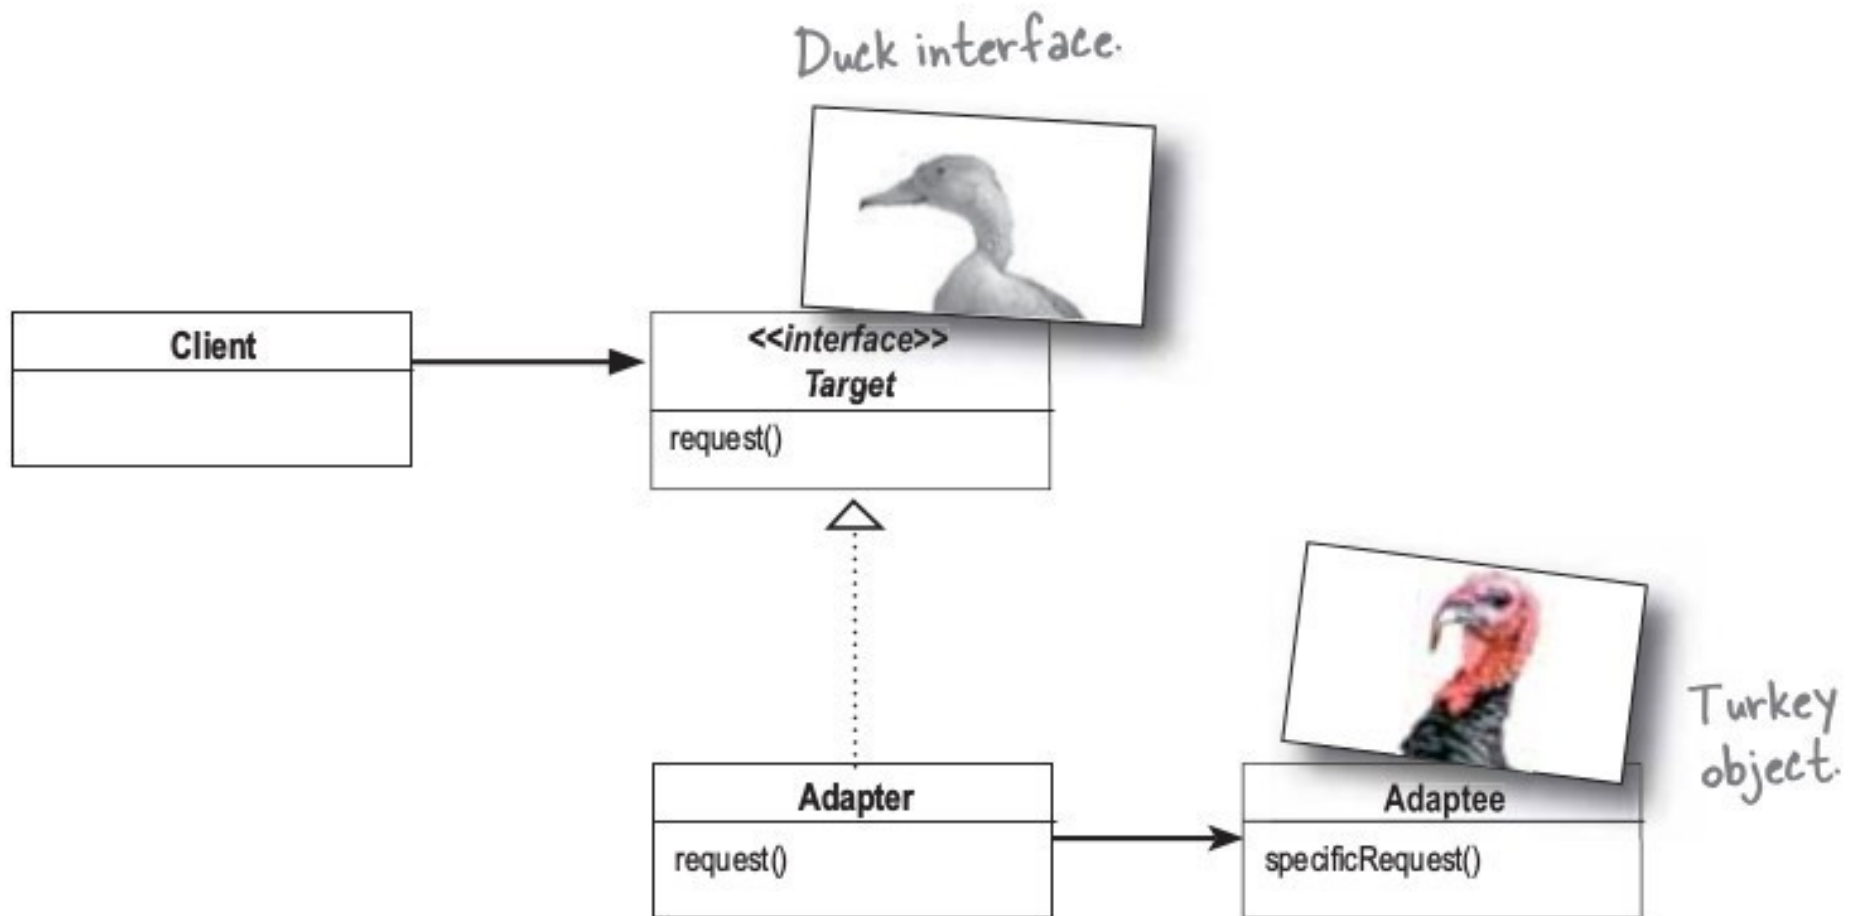 Duck interface.
Client
<<interface>>
Target
request()
Adapter
request()
Adaptee
specificRequest()
Turkey
object.